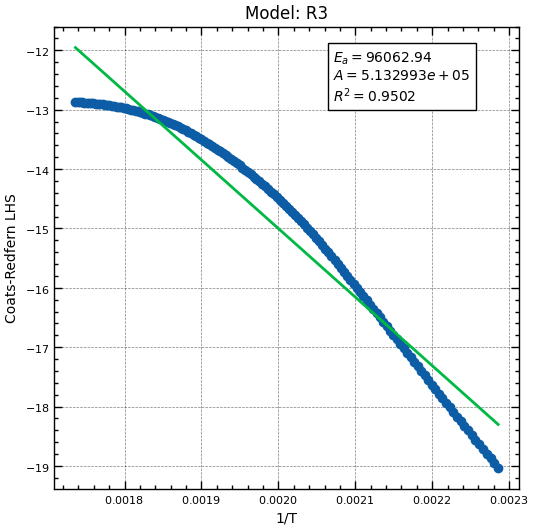 Model: R3
−12
−13
−14
−15
−16
−17
−18
−19
Coats-Redfern LHS
E_a = 96062.94
A = 5.132993e + 05
R² = 0.9502
0.0018 0.0019 0.0020 0.0021 0.0022 0.0023
1/T